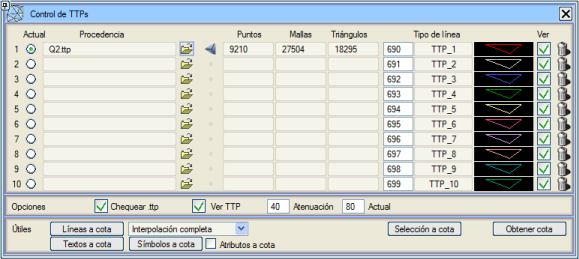 Control de TTPs
Actual Procedencia Puntos Mallas Triángulos Tipo de línea Ver
1 Q2.ttp 9210 27504 18295 690 TTP_1
2 691 TTP_2
3 692 TTP_3
4 693 TTP_4
5 694 TTP_5
6 695 TTP_6
7 696 TTP_7
8 697 TTP_8
9 698 TTP_9
10 699 TTP_10
Opciones Chequear .ttp Ver TTP 40 Atenuación 80 Actual
Útiles Líneas a cota Interpolación completa Selección a cota Obtener cota
Textos a cota Símbolos a cota Atributos a cota